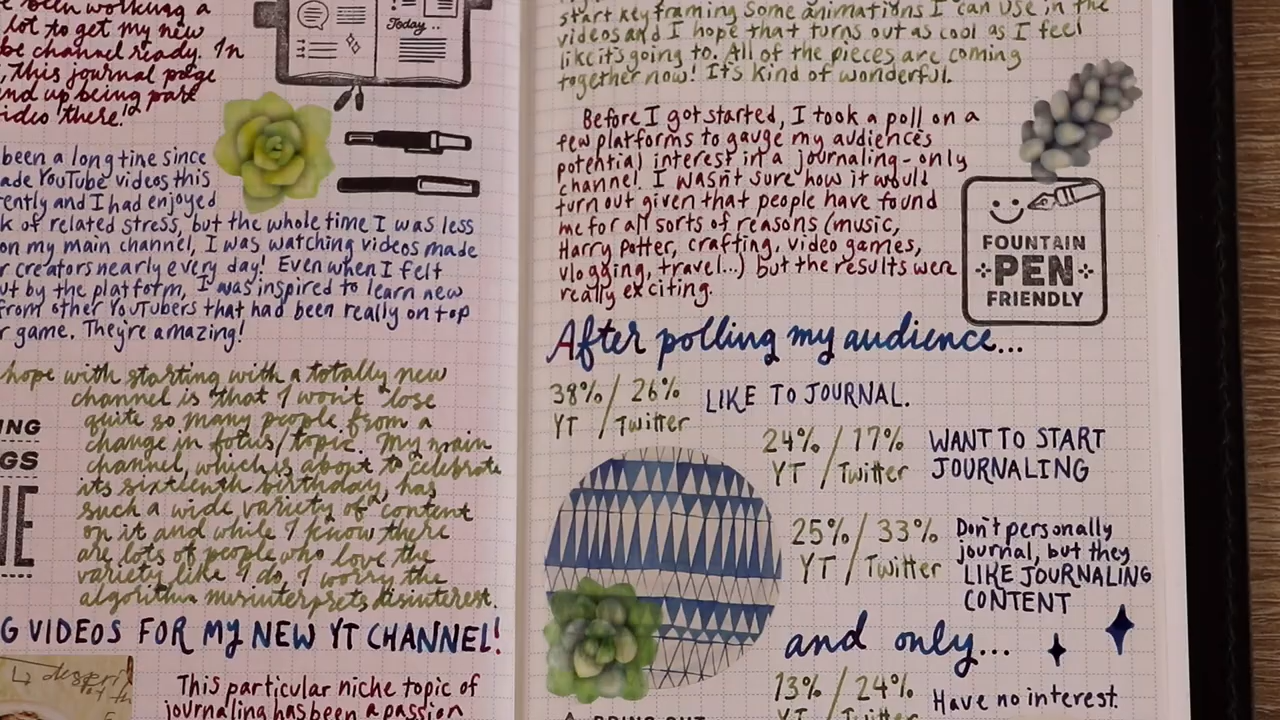 been working a
lot to get my new
be channel ready. In
, this journal page
end up being part
video there!
Today..
been a long tine since
ade YouTube videos this
ently and I had enjoyed
k of related stress, but the whole time I was less
on my main channel, I was watching videos made
r creators nearly every day! Even when I felt
ut by the platform, I was inspired to learn new
from other YouTubers that had been really on top
r game. They're amazing!
hope with starting with a totally new
channel is that I won't "lose
quite so many people from a
change in focus/topic. My main
channel, which is about to celebrate
its sixteenth birthday, has
such a wide variety of content
on it and while I know there
are lots of people who love the
variety like I do, I worry the
algorithm misinterprets disinterest.
NG
GS
NE
G VIDEOS FOR MY NEW YT CHANNEL!
This particular niche topic of
journaling has been a passion
start keyframing some animations I can use in the
videos and I hope that turns out as cool as I feel
like it's going to. All of the pieces are coming
together now! It's kind of wonderful.
Before I got started, I took a poll on a
few platforms to gauge my audiences
potential interest in a journaling-only
channel. I wasn't sure how it would
turn out given that people have found
me for all sorts of reasons (music,
Harry Potter, crafting, video games,
vlogging, travel...) but the results were
really exciting.
FOUNTAIN
PEN
FRIENDLY
After polling my audience...
38% / 26% LIKE TO JOURNAL.
YT / Twitter
24% / 17% WANT TO START
YT / Twitter JOURNALING
25% / 33% Don't personally
YT / Twitter journal, but they
LIKE JOURNALING
CONTENT
and only...
13% / 24% Have no interest.
YT / Twitter